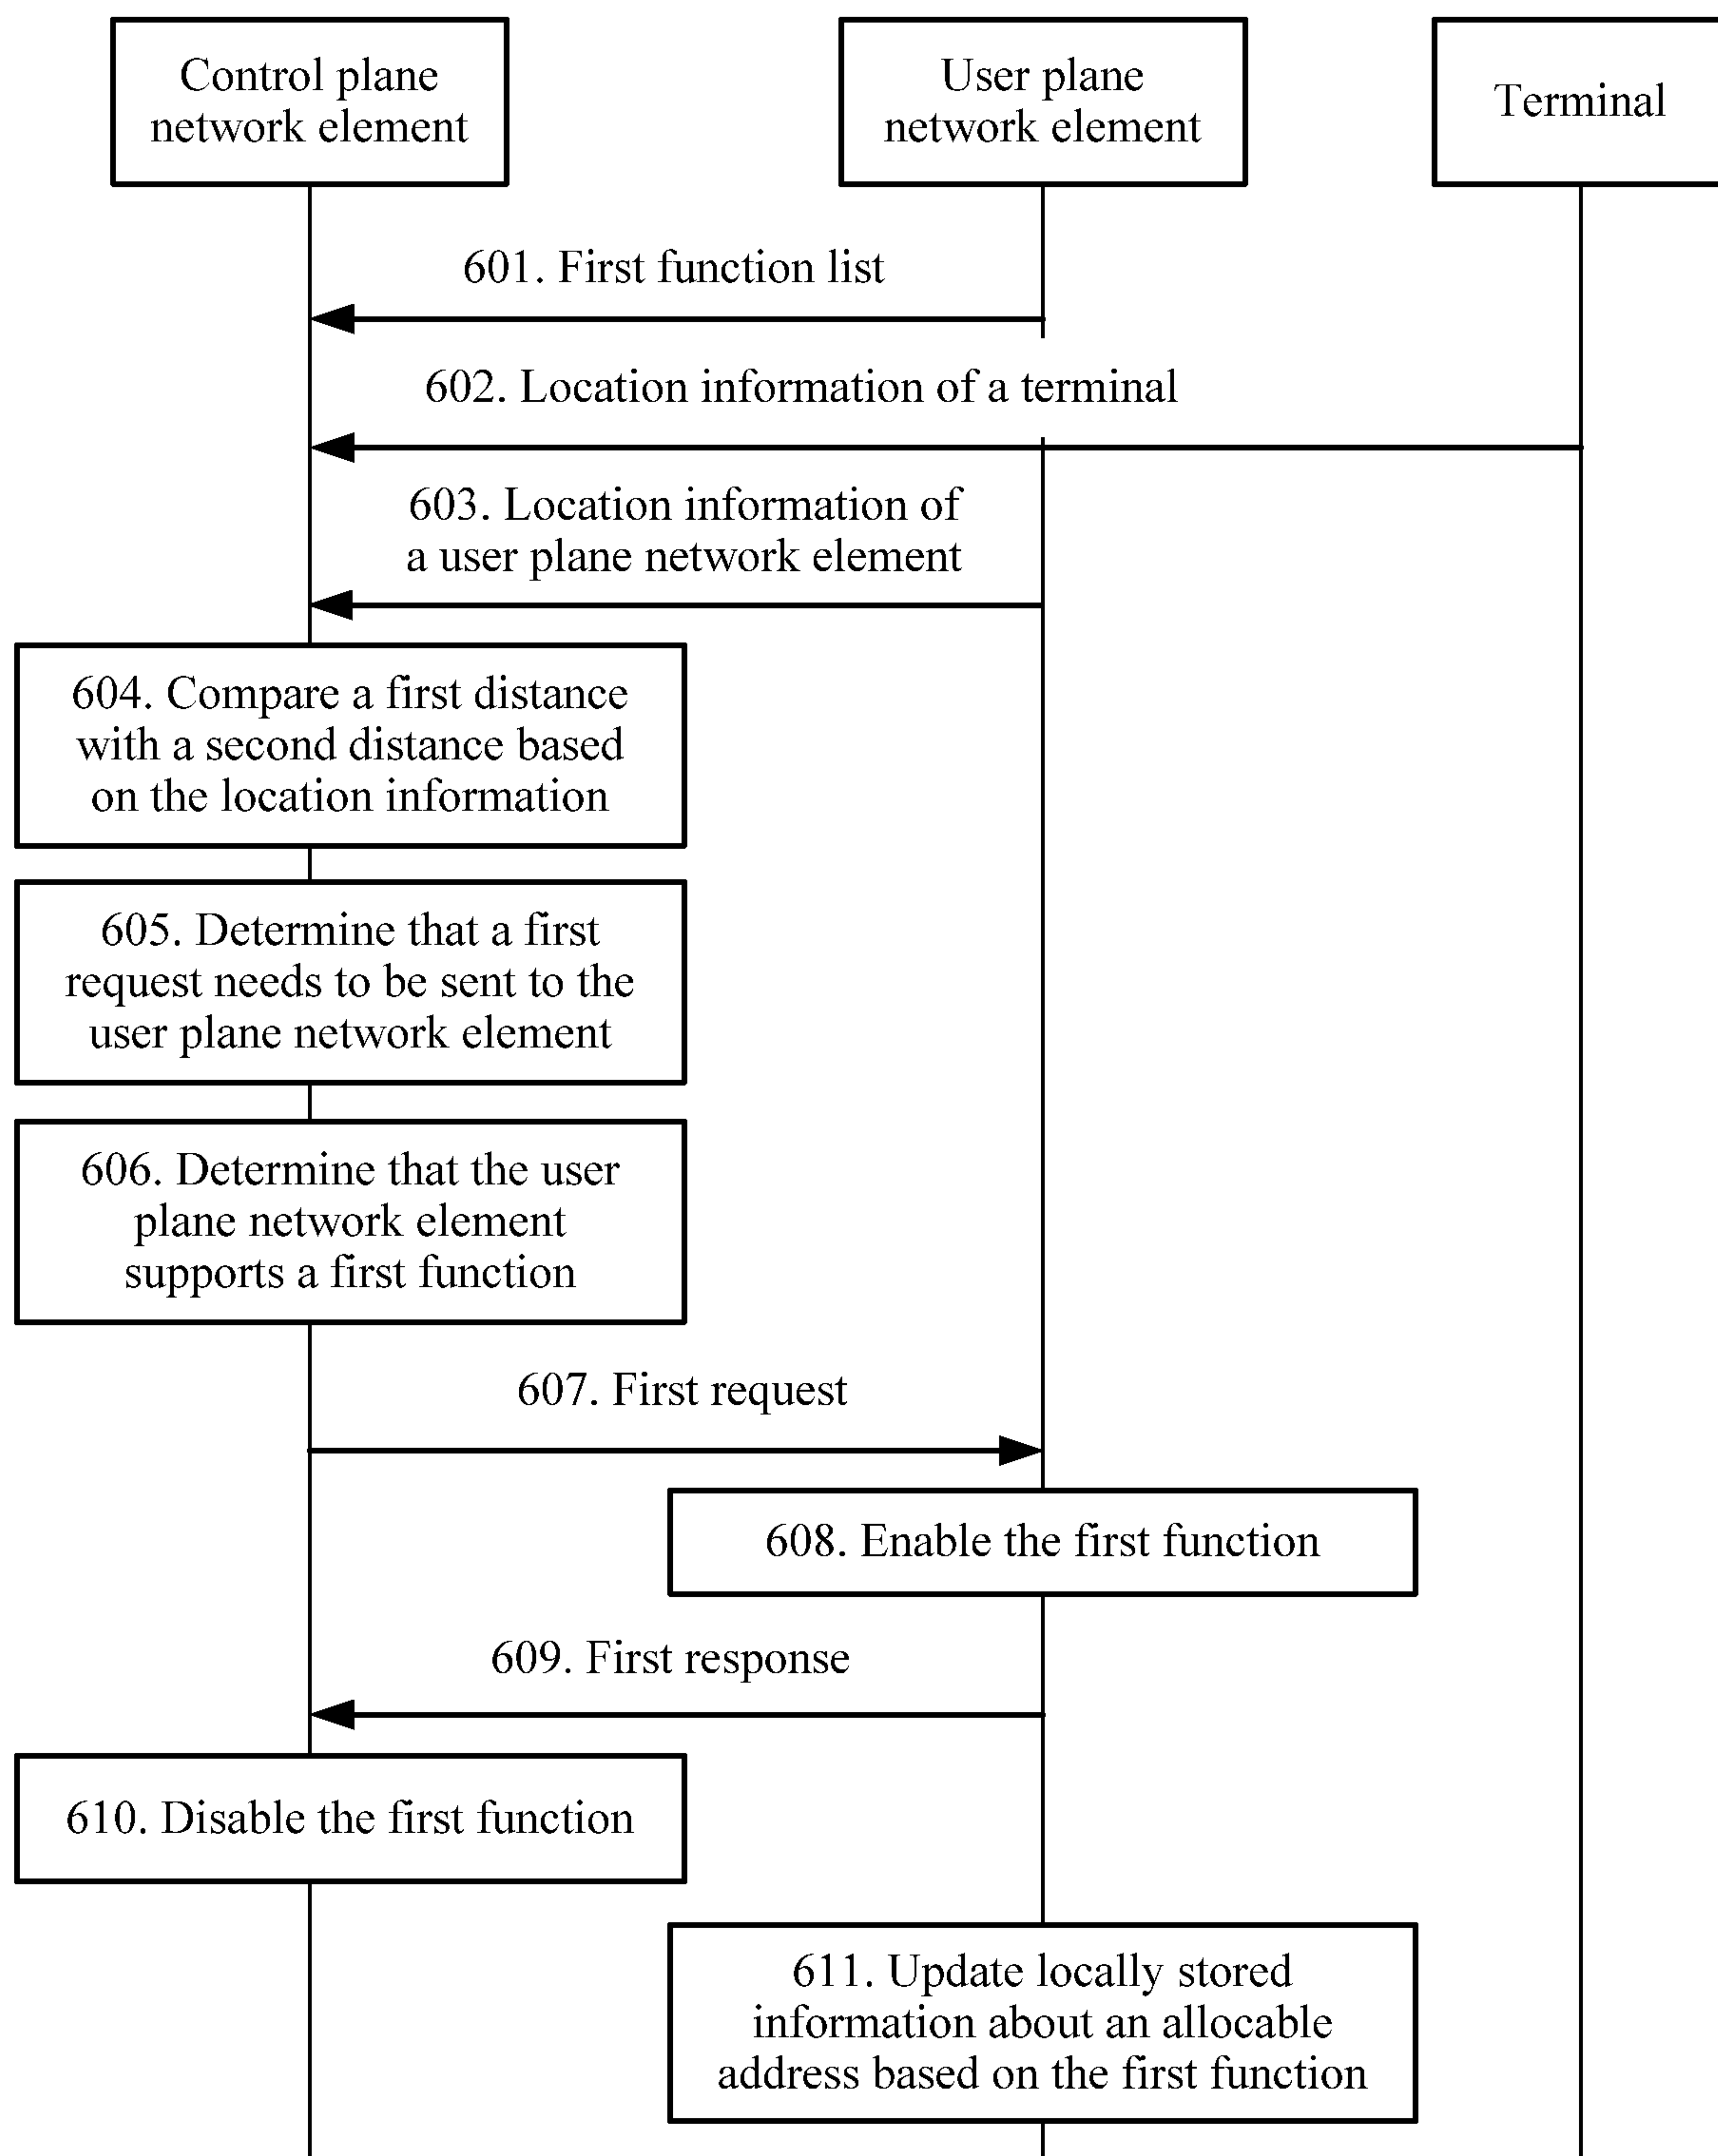 Control plane
network element
User plane
network element
Terminal
601. First function list
602. Location information of a terminal
603. Location information of
a user plane network element
604. Compare a first distance
with a second distance based
on the location information
605. Determine that a first
request needs to be sent to the
user plane network element
606. Determine that the user
plane network element
supports a first function
607. First request
608. Enable the first function
609. First response
610. Disable the first function
611. Update locally stored
information about an allocable
address based on the first function